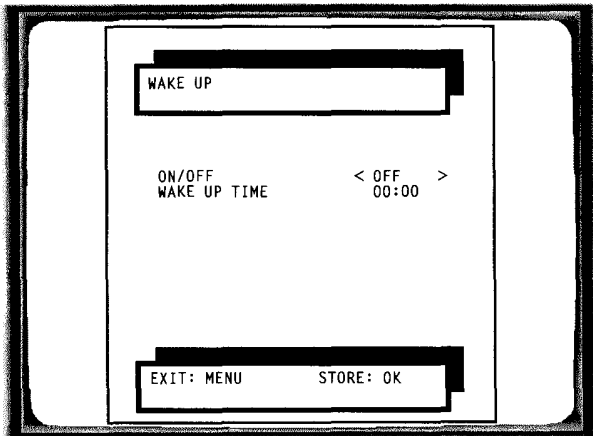 WAKE UP
ON/OFF < OFF >
WAKE UP TIME 00:00
EXIT: MENU STORE: OK